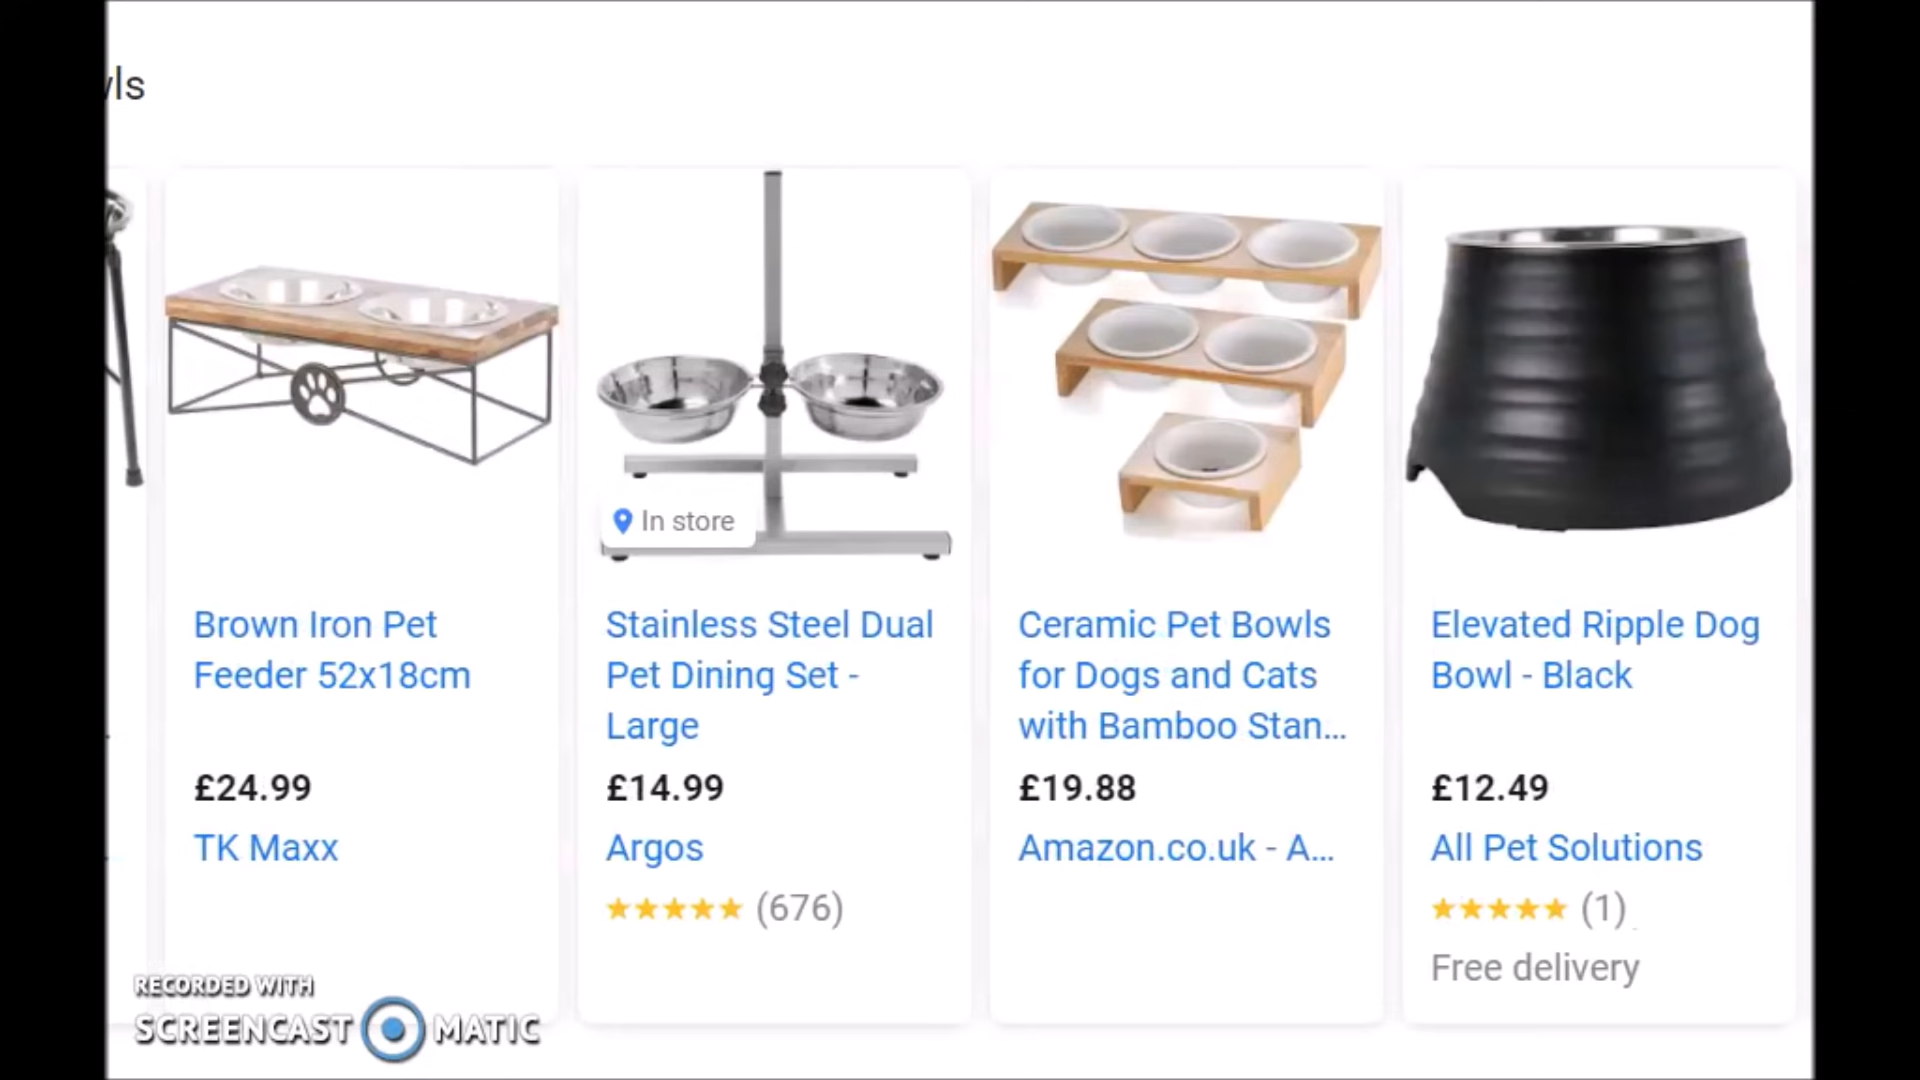 wls
In store
Brown Iron Pet
Feeder 52x18cm
£24.99
TK Maxx
Stainless Steel Dual
Pet Dining Set -
Large
£14.99
Argos
(676)
Ceramic Pet Bowls
for Dogs and Cats
with Bamboo Stan...
£19.88
Amazon.co.uk - A...
Elevated Ripple Dog
Bowl - Black
£12.49
All Pet Solutions
(1)
Free delivery
RECORDED WITH
SCREENCAST MATIC